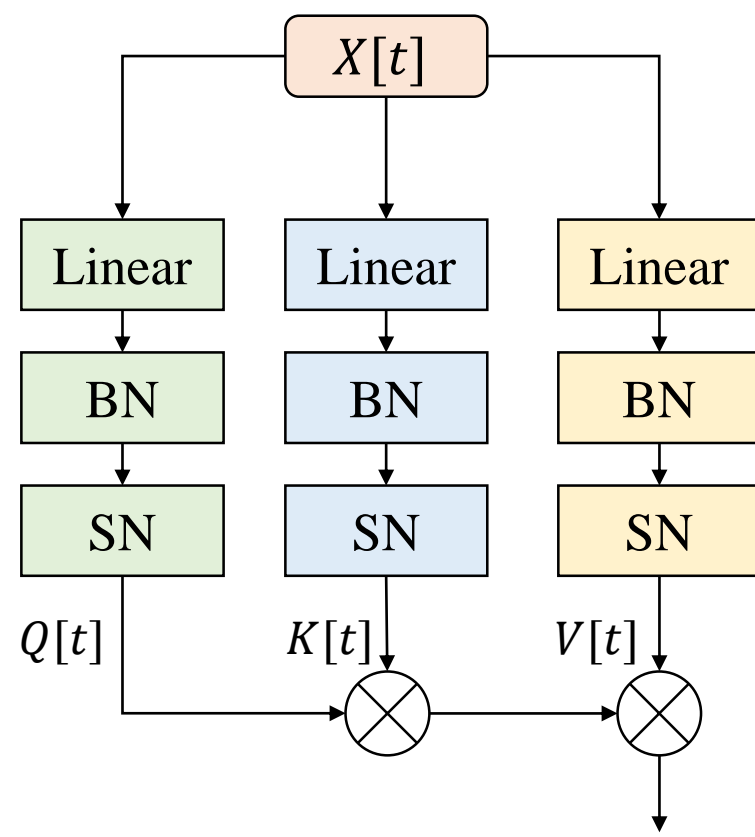 X[t]
Linear Linear Linear
BN BN BN
SN SN SN
Q[t] K[t] V[t]